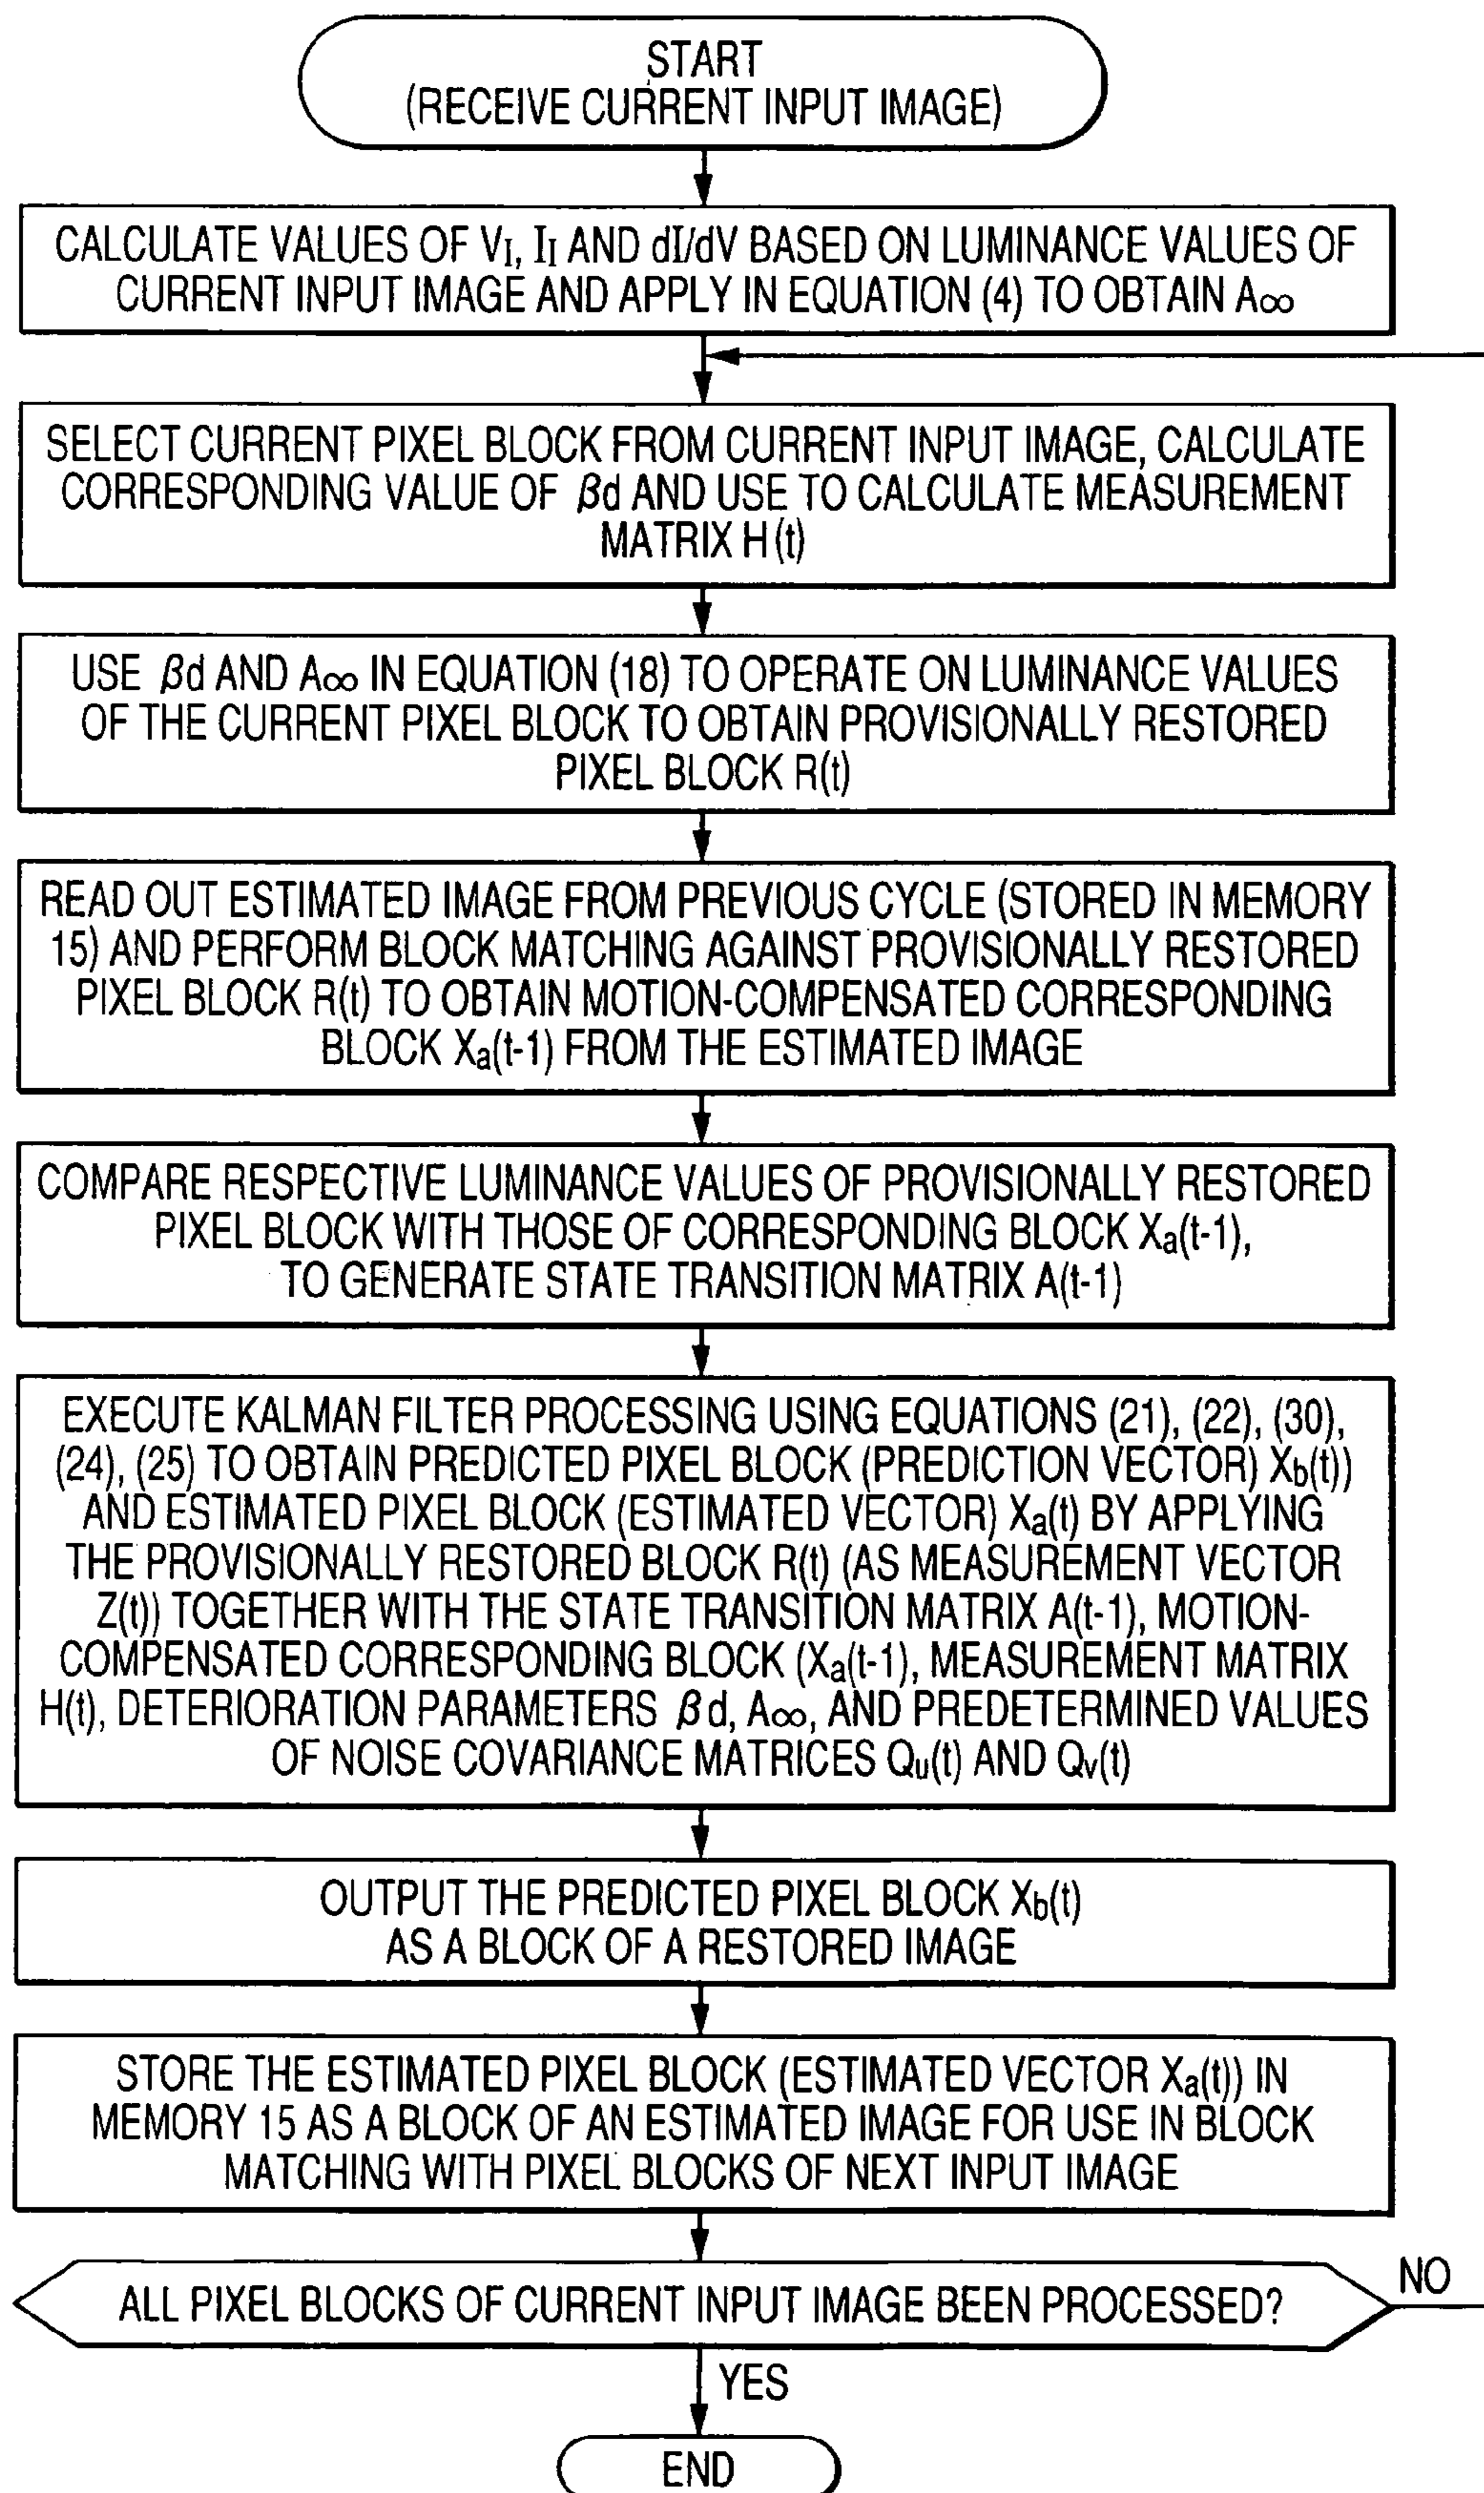 START
(RECEIVE CURRENT INPUT IMAGE)
CALCULATE VALUES OF VI, II AND dI/dV BASED ON LUMINANCE VALUES OF
CURRENT INPUT IMAGE AND APPLY IN EQUATION (4) TO OBTAIN A∞
SELECT CURRENT PIXEL BLOCK FROM CURRENT INPUT IMAGE, CALCULATE
CORRESPONDING VALUE OF βd AND USE TO CALCULATE MEASUREMENT
MATRIX H(t)
USE βd AND A∞ IN EQUATION (18) TO OPERATE ON LUMINANCE VALUES
OF THE CURRENT PIXEL BLOCK TO OBTAIN PROVISIONALLY RESTORED
PIXEL BLOCK R(t)
READ OUT ESTIMATED IMAGE FROM PREVIOUS CYCLE (STORED IN MEMORY
15) AND PERFORM BLOCK MATCHING AGAINST PROVISIONALLY RESTORED
PIXEL BLOCK R(t) TO OBTAIN MOTION-COMPENSATED CORRESPONDING
BLOCK Xa(t-1) FROM THE ESTIMATED IMAGE
COMPARE RESPECTIVE LUMINANCE VALUES OF PROVISIONALLY RESTORED
PIXEL BLOCK WITH THOSE OF CORRESPONDING BLOCK Xa(t-1),
TO GENERATE STATE TRANSITION MATRIX A(t-1)
EXECUTE KALMAN FILTER PROCESSING USING EQUATIONS (21), (22), (30),
(24), (25) TO OBTAIN PREDICTED PIXEL BLOCK (PREDICTION VECTOR) Xb(t))
AND ESTIMATED PIXEL BLOCK (ESTIMATED VECTOR) Xa(t) BY APPLYING
THE PROVISIONALLY RESTORED BLOCK R(t) (AS MEASUREMENT VECTOR
Z(t)) TOGETHER WITH THE STATE TRANSITION MATRIX A(t-1), MOTION-
COMPENSATED CORRESPONDING BLOCK (Xa(t-1), MEASUREMENT MATRIX
H(t), DETERIORATION PARAMETERS βd, A∞, AND PREDETERMINED VALUES
OF NOISE COVARIANCE MATRICES Qu(t) AND Qv(t)
OUTPUT THE PREDICTED PIXEL BLOCK Xb(t)
AS A BLOCK OF A RESTORED IMAGE
STORE THE ESTIMATED PIXEL BLOCK (ESTIMATED VECTOR Xa(t)) IN
MEMORY 15 AS A BLOCK OF AN ESTIMATED IMAGE FOR USE IN BLOCK
MATCHING WITH PIXEL BLOCKS OF NEXT INPUT IMAGE
NO
ALL PIXEL BLOCKS OF CURRENT INPUT IMAGE BEEN PROCESSED?
YES
END